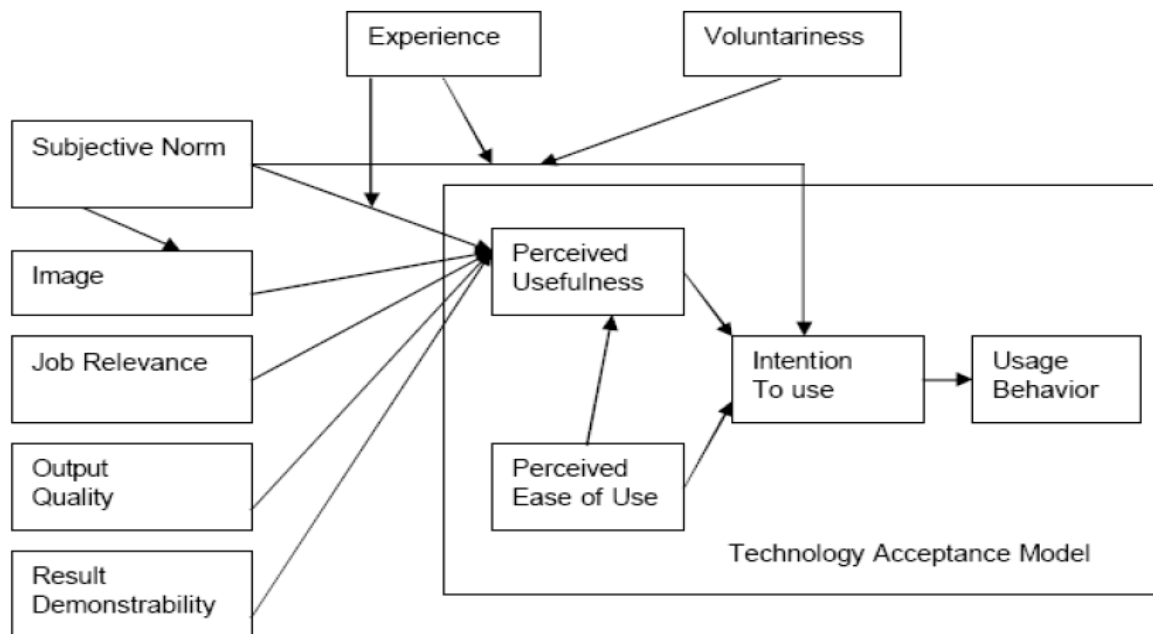 Experience
Voluntariness
Subjective Norm
Image
Job Relevance
Output
Quality
Result
Demonstrability
Perceived
Usefulness
Perceived
Ease of Use
Intention
To use
Usage
Behavior
Technology Acceptance Model